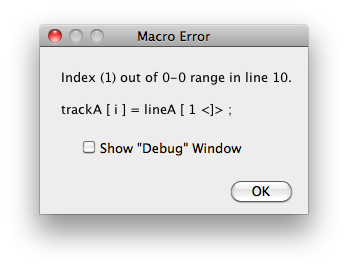 Macro Error
Index (1) out of 0-0 range in line 10.
trackA [ i ] = lineA [ 1 <]> ;
Show "Debug" Window
OK